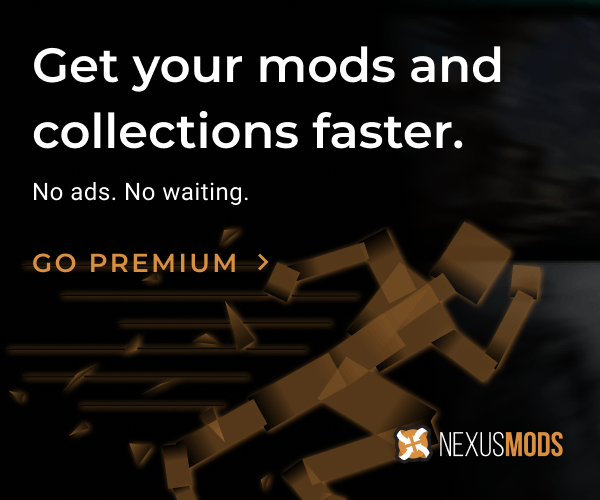 Get your mods and
collections faster.
No ads. No waiting.
GO PREMIUM
NEXUSMODS